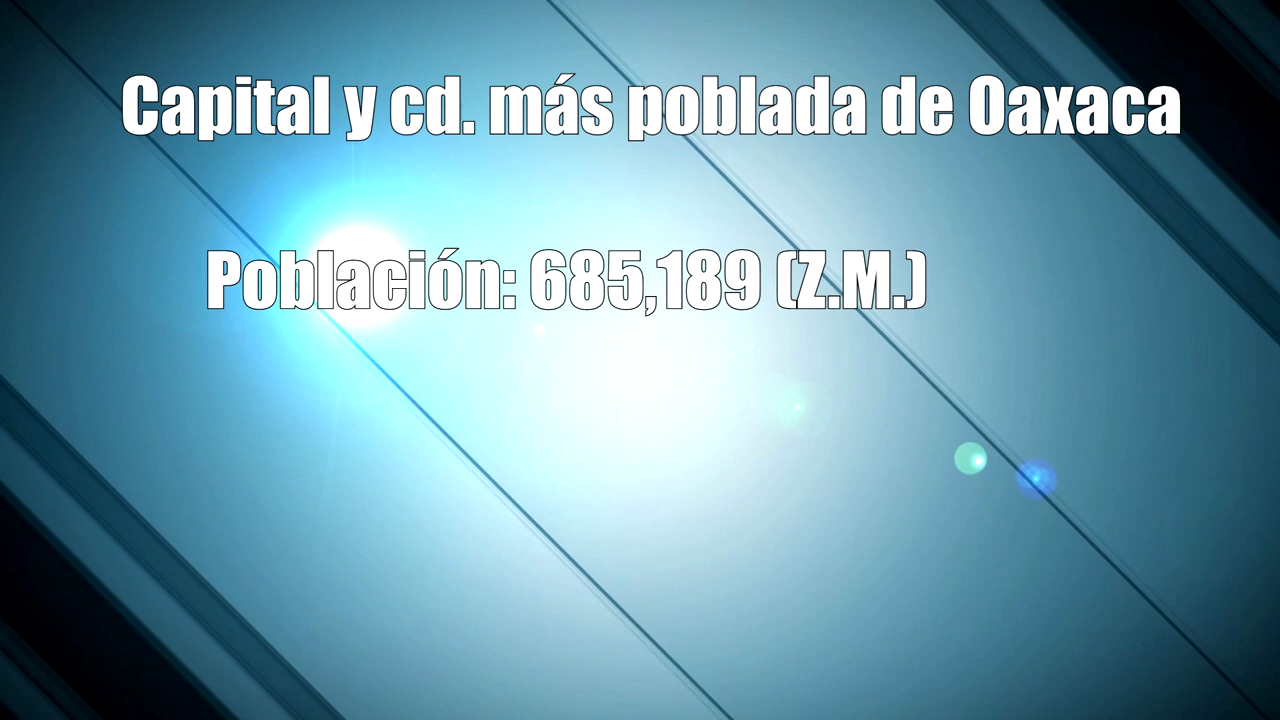 Capital y cd. más poblada de Oaxaca
Población: 685,189 (Z.M.)